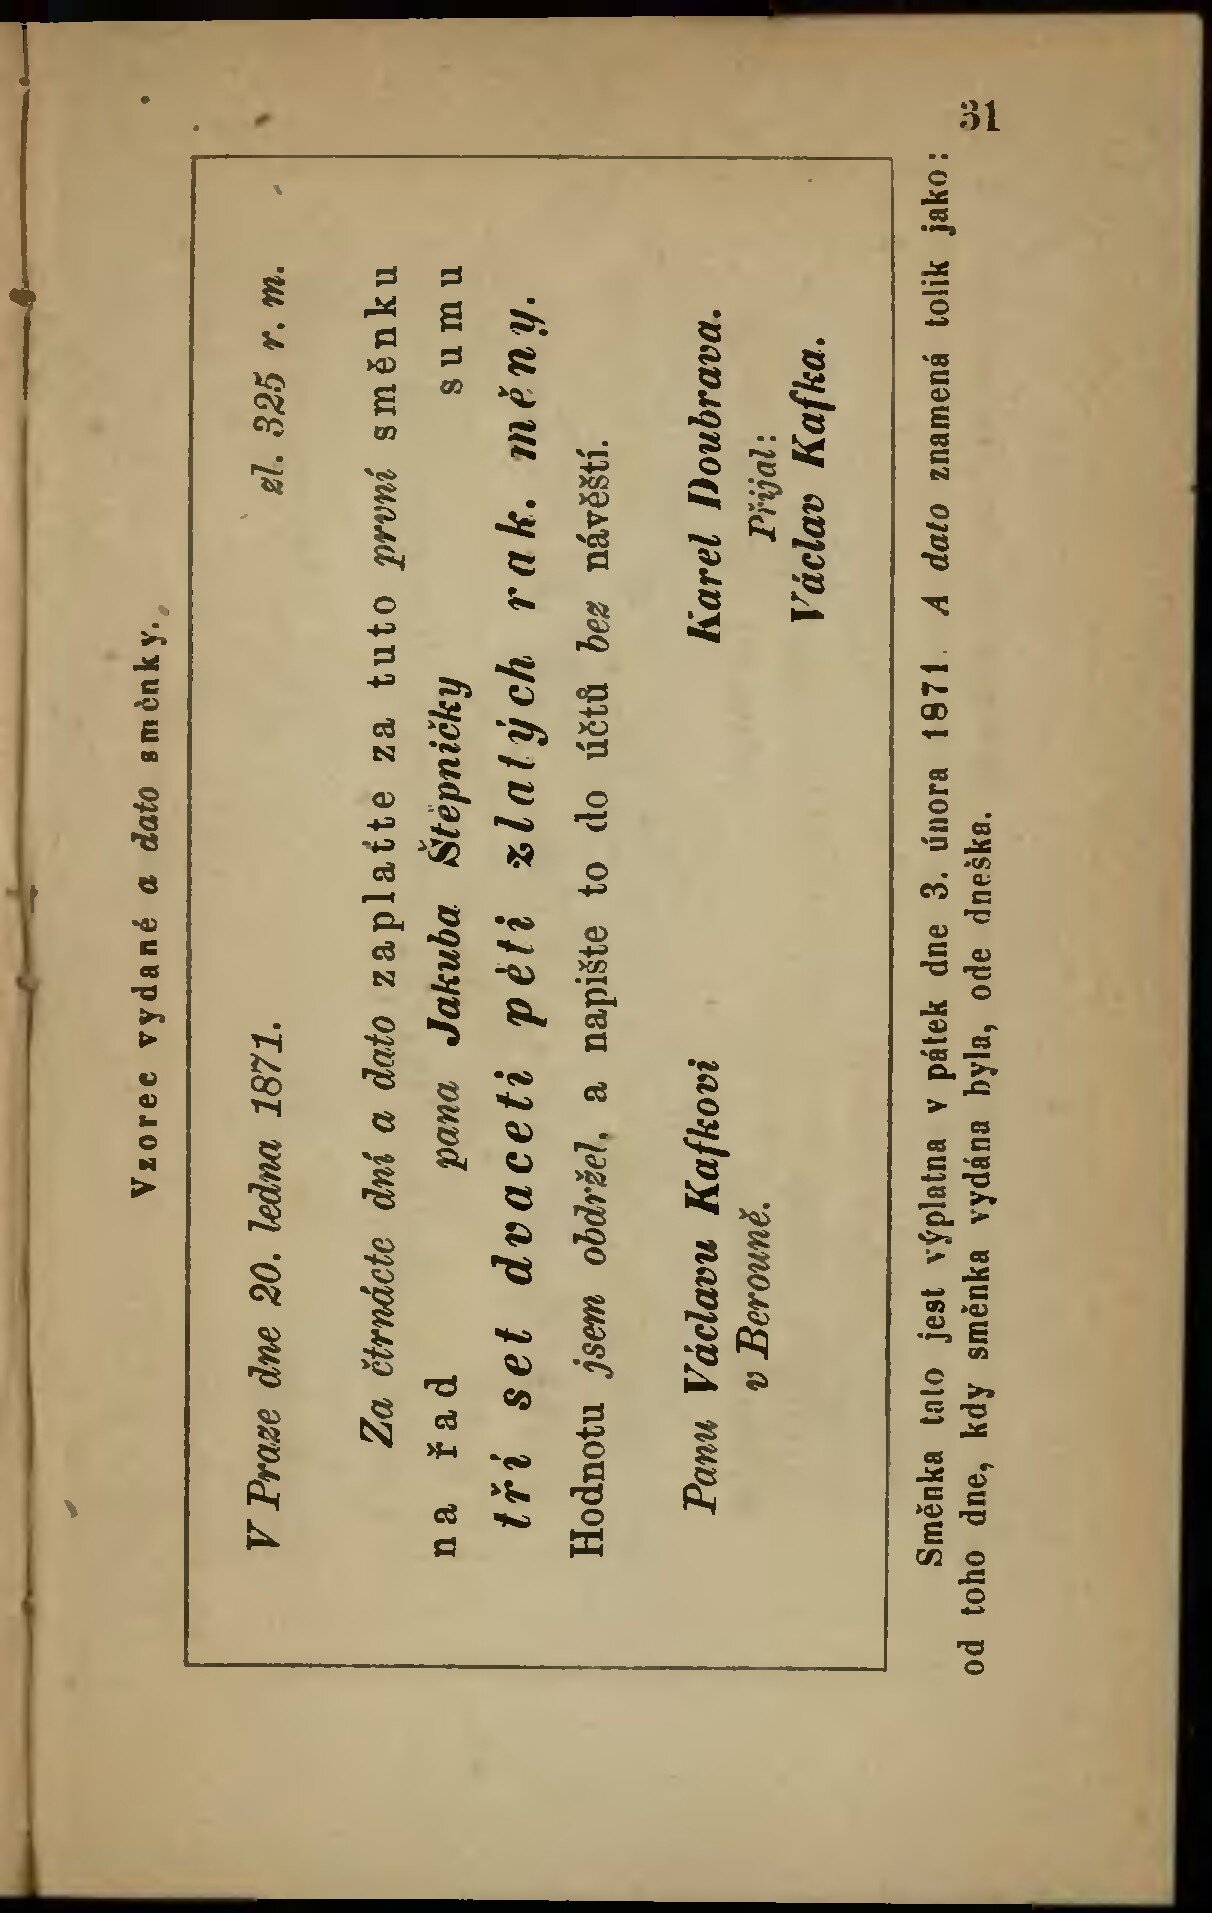 31
Vzorec vydané a dato směnky.
V Praze dne 20. ledna 1871. zl. 325 r. m.
Za čtrnácte dní a dato zaplaťte za tuto první směnku
na řad pana Jakuba Štěpničky sumu
tři set dvaceti pěti zlatých rak. měny.
Hodnotu jsem obdržel, a napište to do účtů bez návěští.
Panu Václavu Kafkovi Karel Doubrava.
v Berouně. Přijal:
Václav Kafka.
Směnka tato jest výplatna v pátek dne 3. února 1871. A dato znamená tolik jako:
od toho dne, kdy směnka vydána byla, ode dneška.